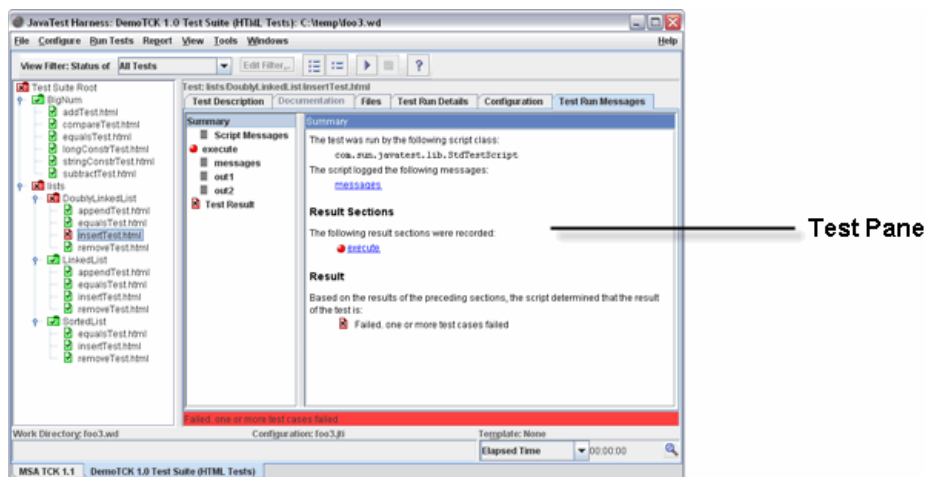 JavaTest Harness: DemoTCK 1.0 Test Suite (HTML Tests): C:\temp\foo3.wd
File Configure Run Tests Report View Tools Windows Help
View Filter: Status of All Tests Edit Filter...
Test Suite Root
BigNum
addTest.html
compareTest.html
equalsTest.html
longConstrTest.html
stringConstrTest.html
subtractTest.html
lists
DoublyLinkedList
appendTest.html
equalsTest.html
insertTest.html
removeTest.html
LinkedList
appendTest.html
equalsTest.html
insertTest.html
removeTest.html
SortedList
equalsTest.html
insertTest.html
removeTest.html
Test: lists/DoublyLinkedList/InsertTest.html
Test Description Documentation Files Test Run Details Configuration Test Run Messages
Summary
Script Messages
execute
messages
out1
out2
Test Result
Summary
The test was run by the following script class:
com.sun.javatest.lib.StdTestScript
The script logged the following messages:
messages
Result Sections
The following result sections were recorded:
execute
Result
Based on the results of the preceding sections, the script determined that the result
of the test is:
Failed. one or more test cases failed
Failed. one or more test cases failed
Work Directory: foo3.wd Configuration: foo3.jti Template: None
Elapsed Time 00:00:00
MSA TCK 1.1 DemoTCK 1.0 Test Suite (HTML Tests)
Test Pane